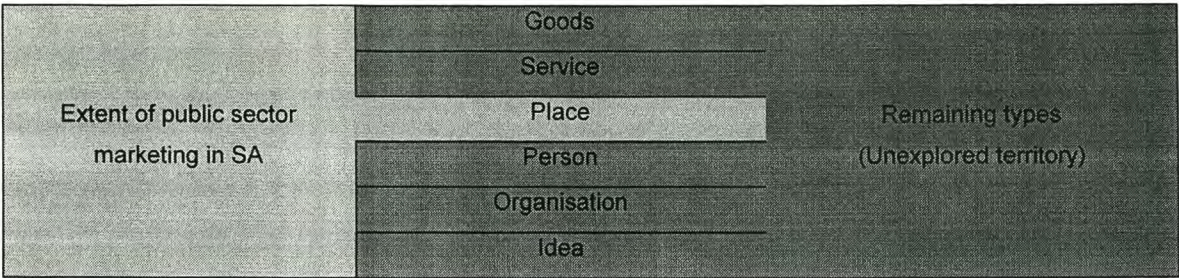 Extent of public sector
marketing in SA
Goods
Service
Place
Person
Organisation
Idea
Remaining types
(Unexplored territory)